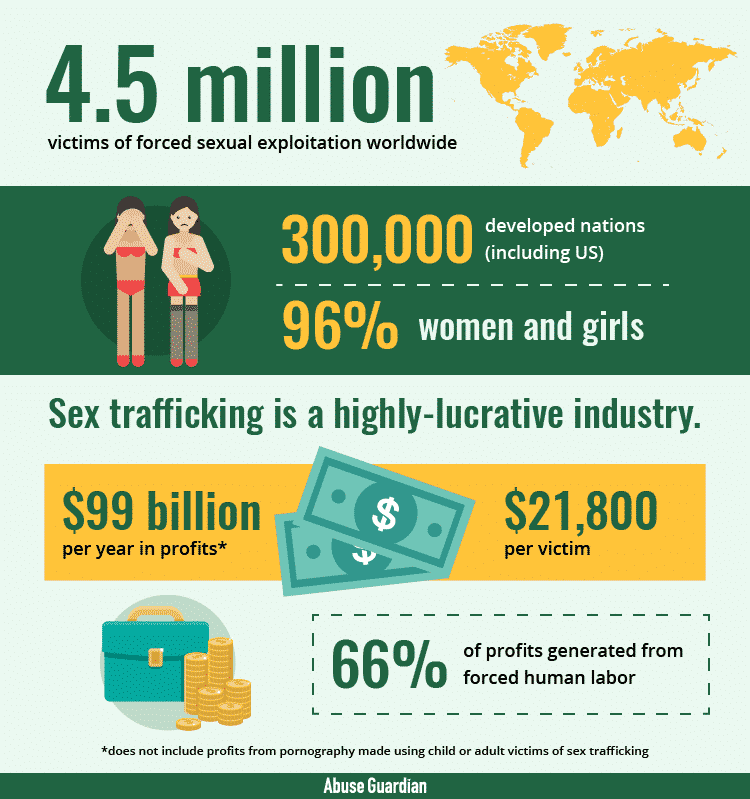 4.5 million
victims of forced sexual exploitation worldwide
300,000
developed nations
(including US)
96% women and girls
Sex trafficking is a highly-lucrative industry.
$99 billion
per year in profits*
$
$
$21,800
per victim
66%
of profits generated from
forced human labor
*does not include profits from pornography made using child or adult victims of sex trafficking
Abuse Guardian